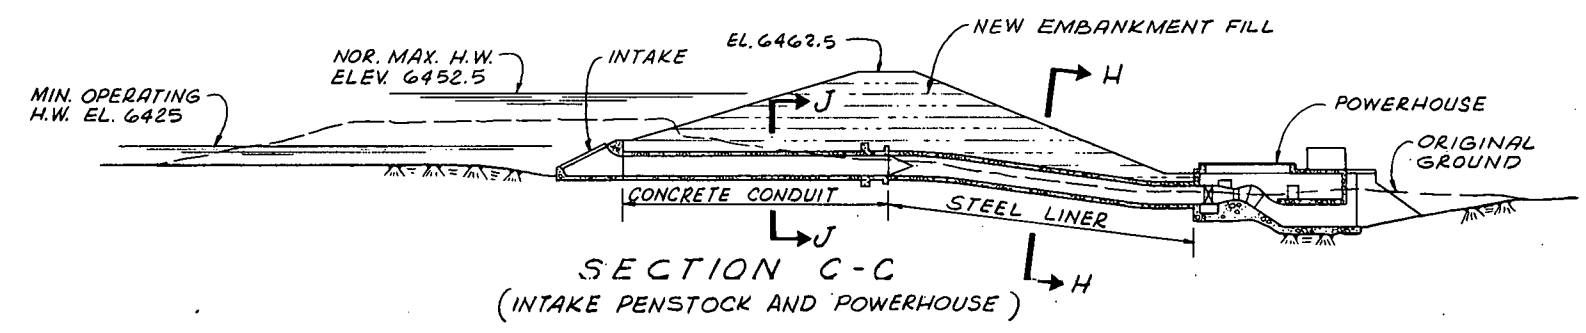 EL. 6462.5
NEW EMBANKMENT FILL
NOR. MAX. H.W.
ELEV. 6452.5
INTAKE
H
MIN. OPERATING
H.W. EL. 6425
J
POWERHOUSE
ORIGINAL
GROUND
CONCRETE CONDUIT
STEEL LINER
J
H
SECTION C-C
(INTAKE PENSTOCK AND POWERHOUSE)